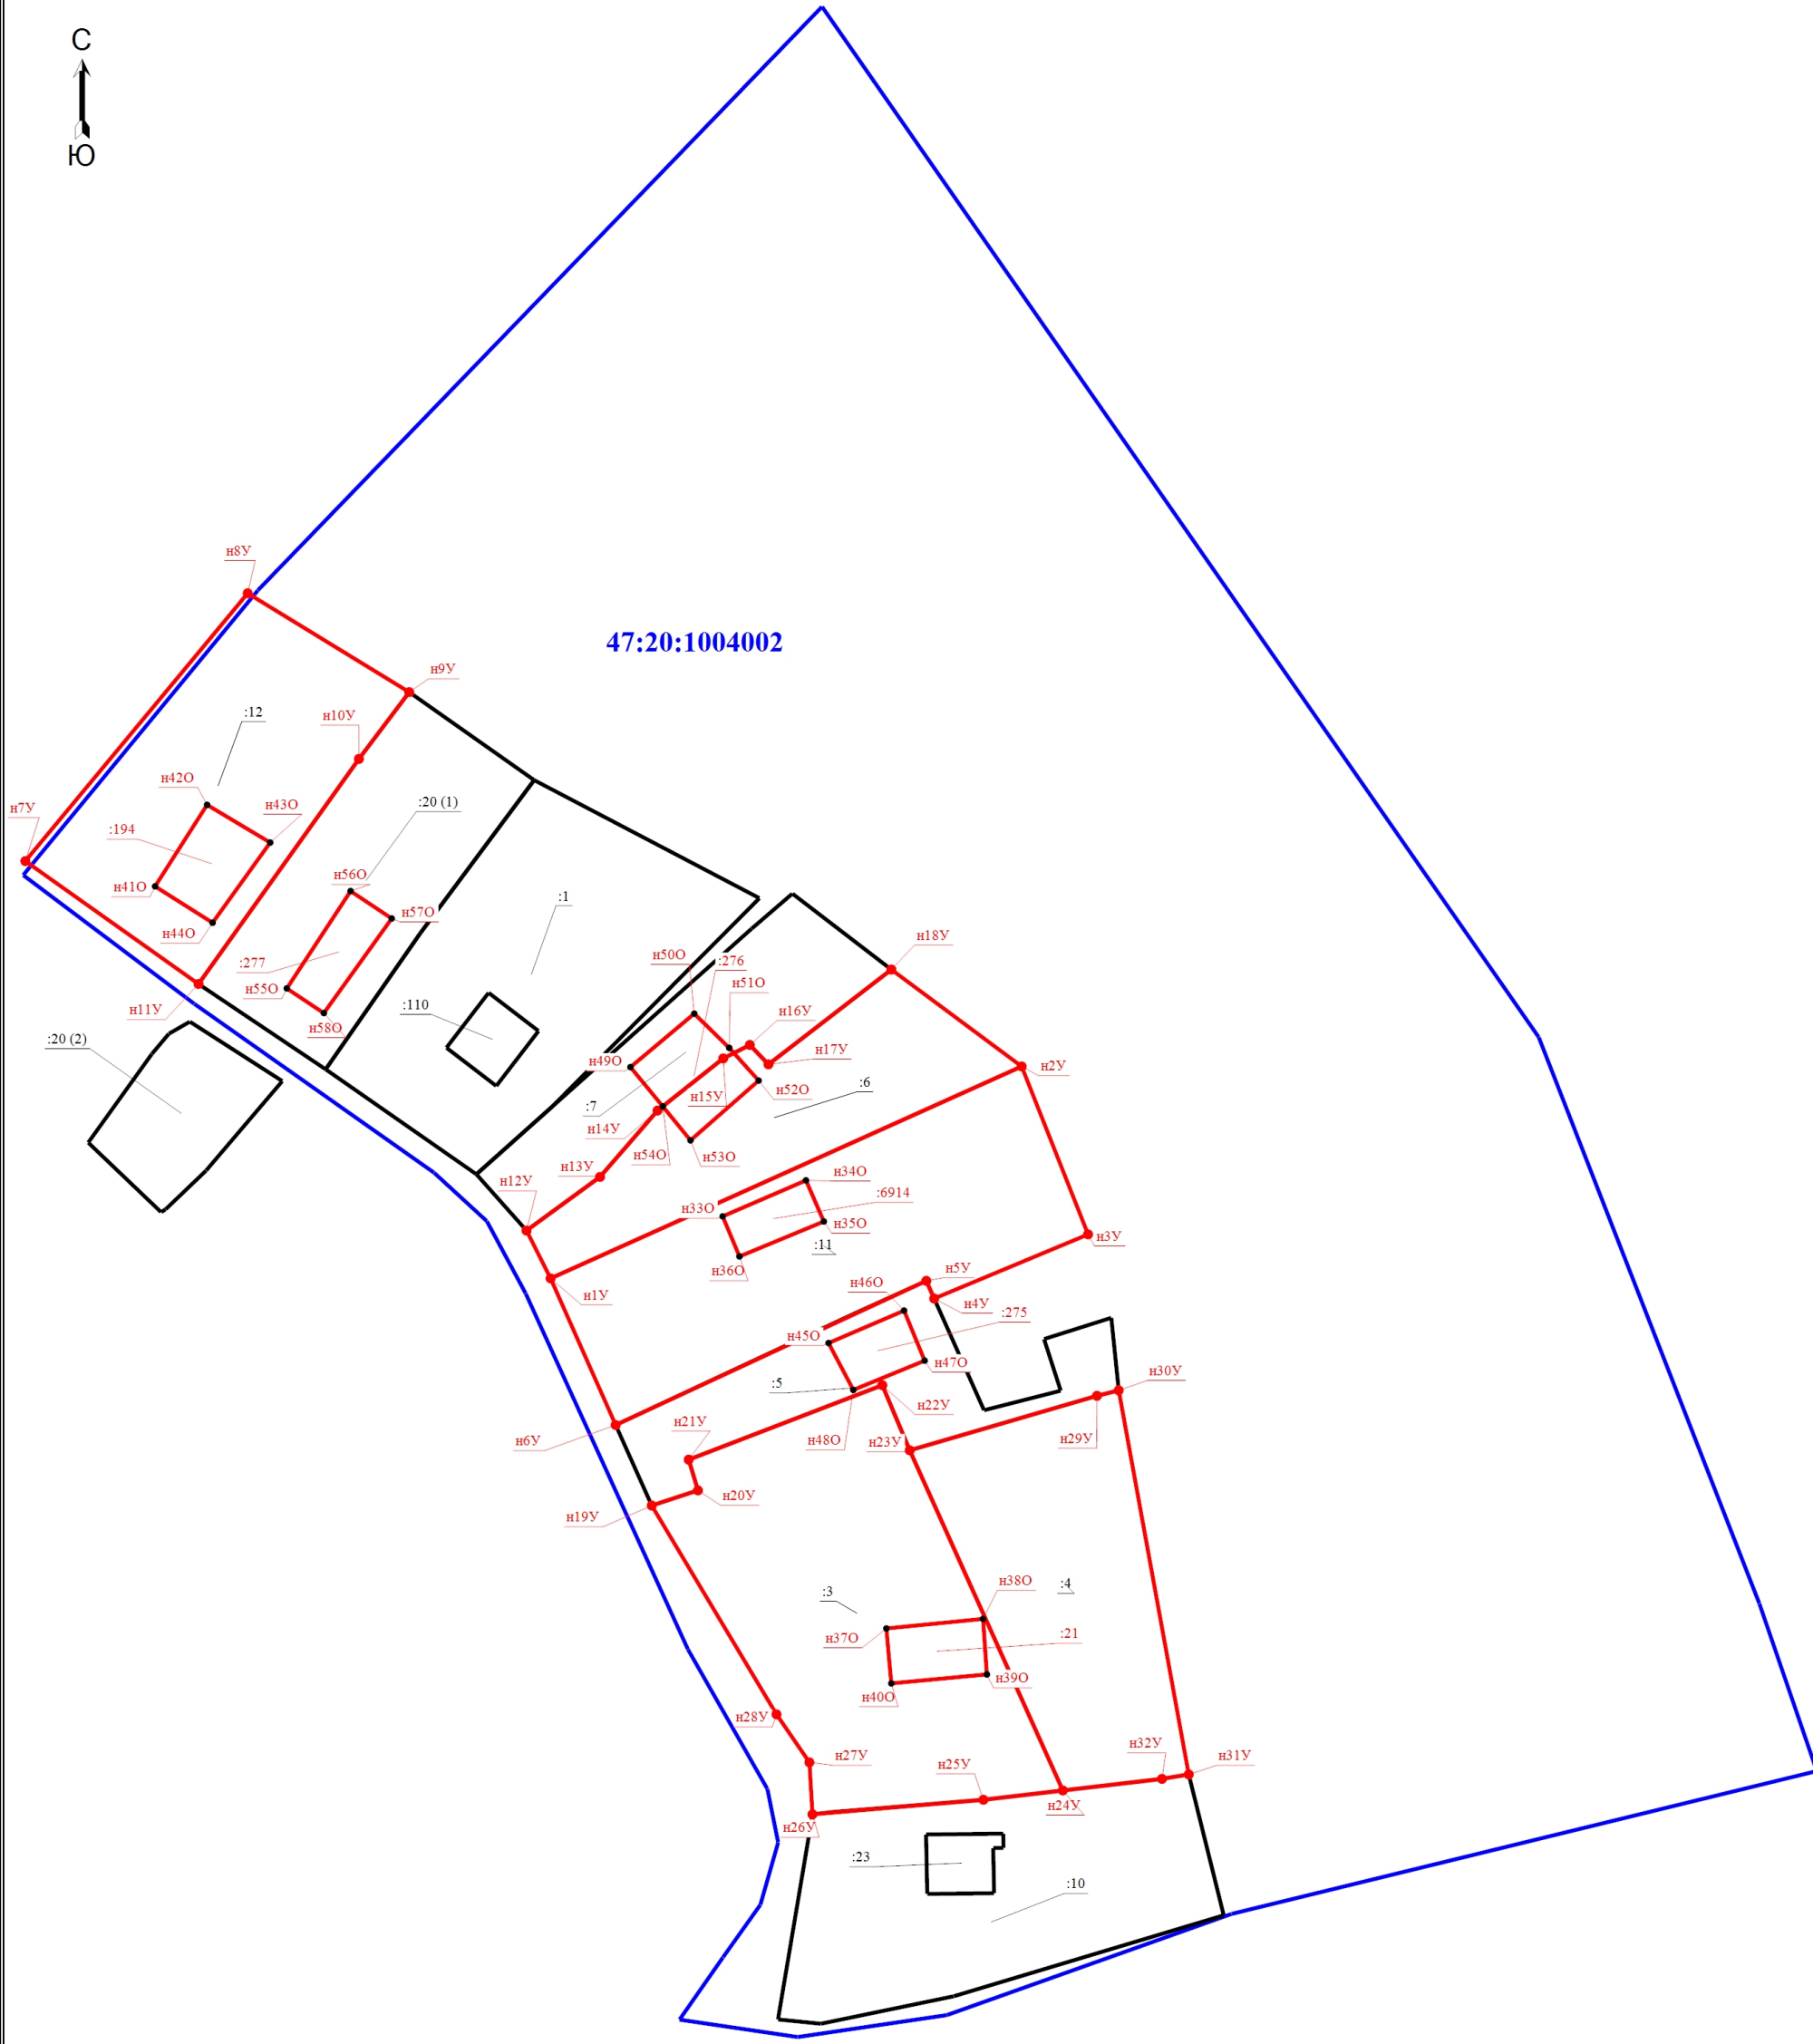 С
Ю
н8У
47:20:1004002
н9У
:12
н10У
н42О
н43О
:20 (1)
н7У
:194
н56О
н41О
:1
н57О
н44О
н18У
н50О
:276
:277
н51О
н55О
:110
н11У
н16У
н58О
:20 (2)
н17У
н49О
н2У
:6
н52О
н15У
:7
н14У
н54О
н53О
н13У
н34О
н12У
:6914
н33О
н35О
н3У
:11
н36О
н5У
н46О
н1У
н4У
:275
н45О
н47О
н30У
:5
н22У
н21У
н6У
н48О
н23У
н29У
н20У
н19У
н38О
:4
:3
:21
н37О
н39О
н40О
н28У
н32У
н27У
н31У
н25У
н24У
н26У
:23
:10